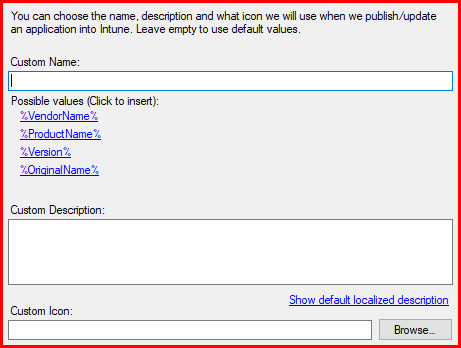 You can choose the name, description and what icon we will use when we publish/update
an application into Intune. Leave empty to use default values.
Custom Name:
Possible values (Click to insert):
%VendorName%
%ProductName%
%Version%
%OriginalName%
Custom Description:
Show default localized description
Custom Icon:
Browse...